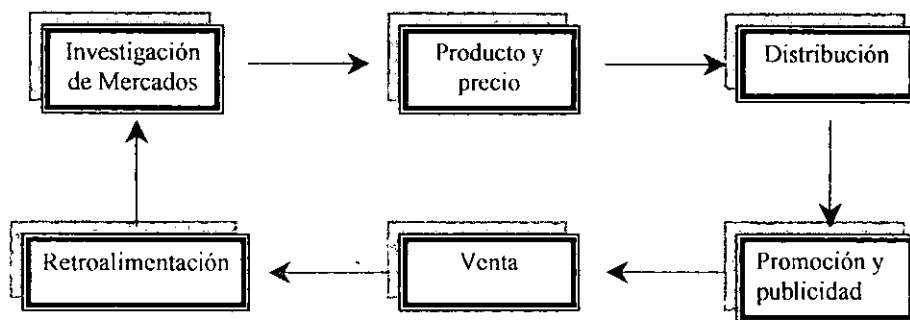 Investigación
de Mercados
Producto y
precio
Distribución
Retroalimentación
Venta
Promoción y
publicidad